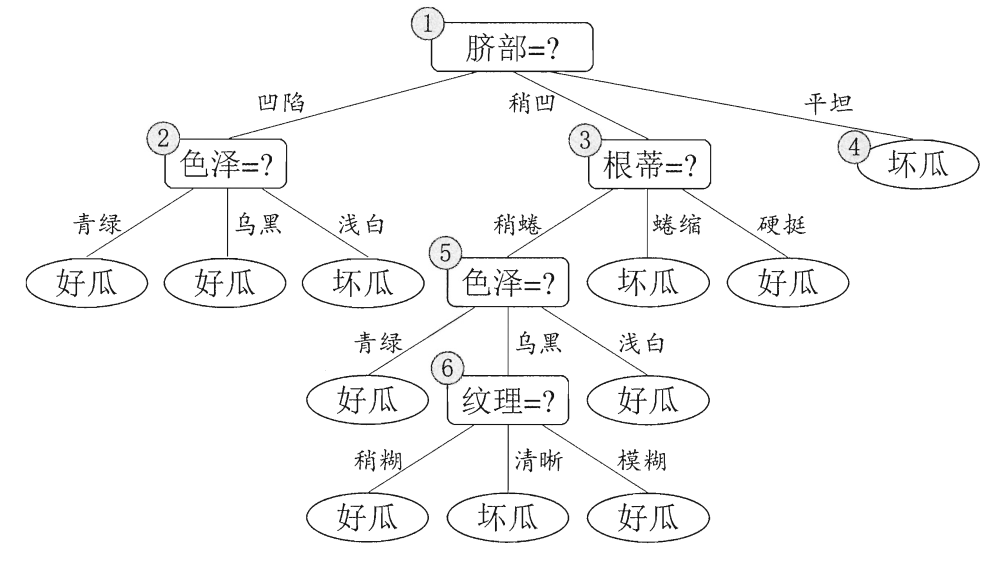 ①
脐部=?
凹陷 稍凹 平坦
② ③ ④
色泽=? 根蒂=? 坏瓜
青绿 乌黑 浅白 稍蜷 蜷缩 硬挺
⑤
好瓜 好瓜 坏瓜 色泽=? 坏瓜 好瓜
青绿 乌黑 浅白
⑥
好瓜 纹理=? 好瓜
稍糊 清晰 模糊
好瓜 坏瓜 好瓜